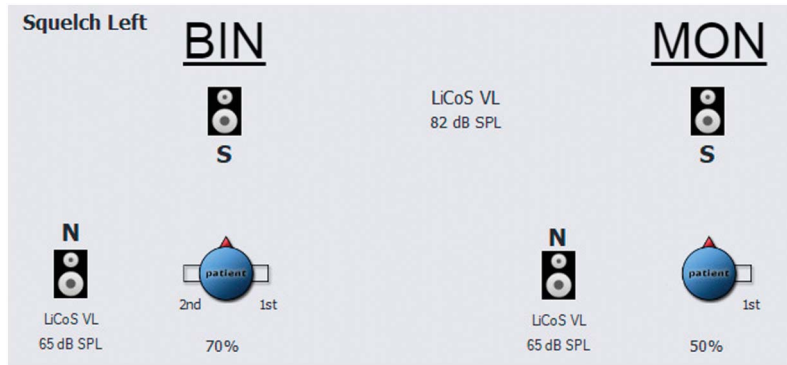 Squelch Left
BIN
MON
LiCoS VL
82 dB SPL
S
S
N
N
patient
patient
2nd
1st
1st
LiCoS VL
65 dB SPL
70%
LiCoS VL
65 dB SPL
50%